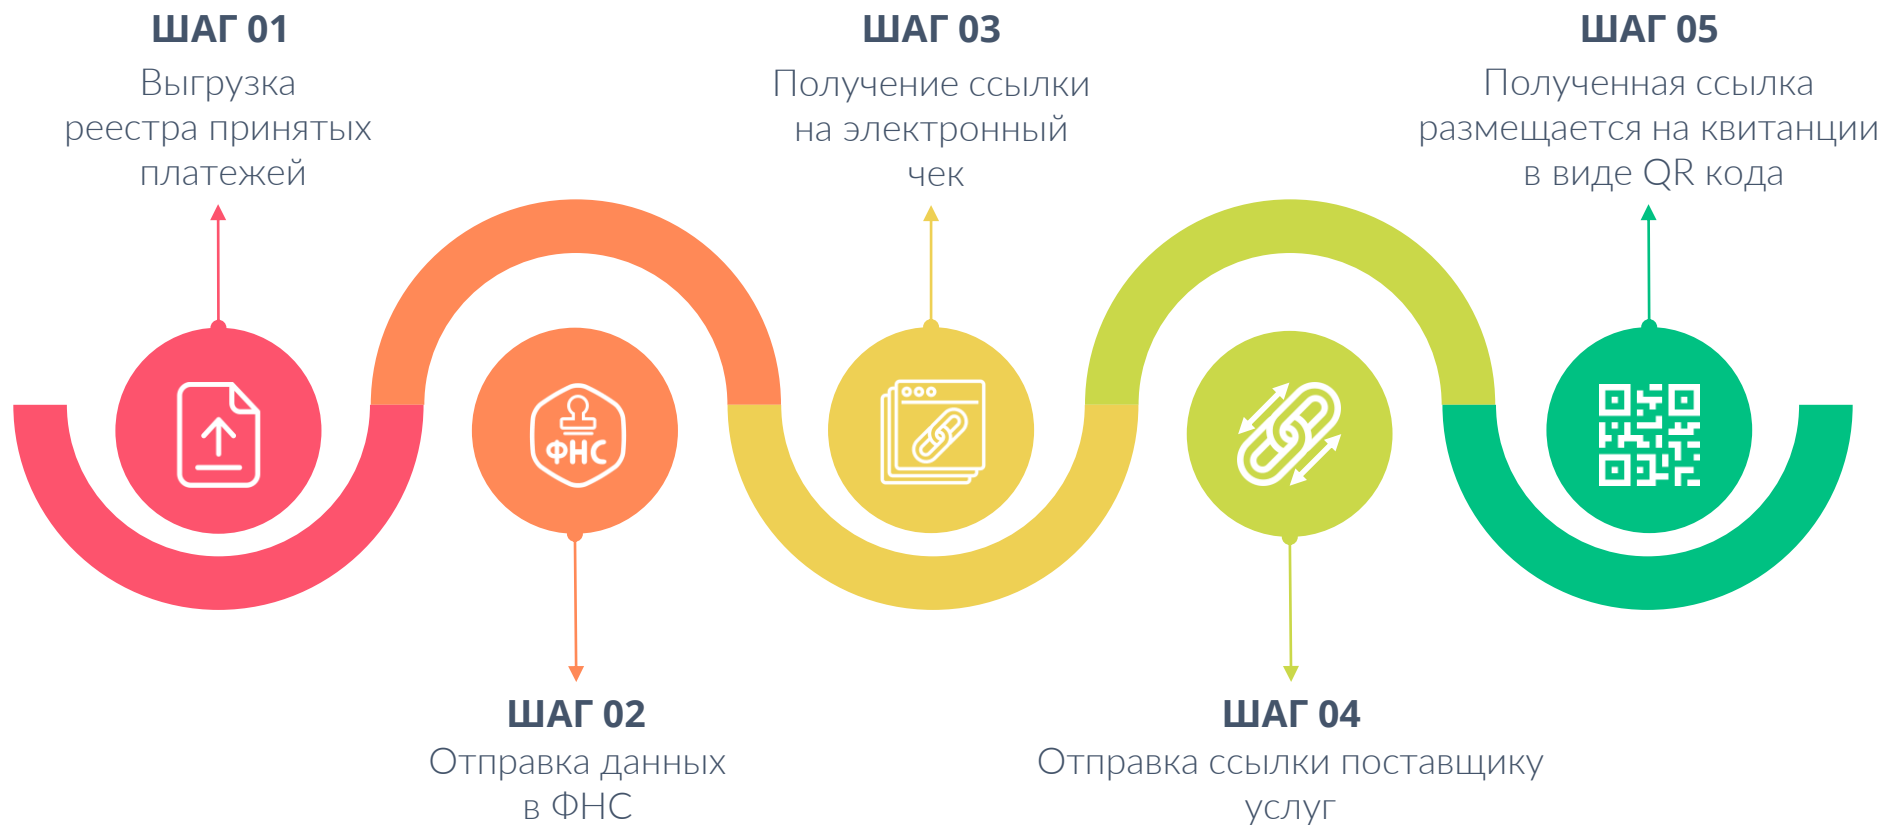 ШАГ 01
Выгрузка
реестра принятых
платежей
ФНС
ШАГ 02
Отправка данных
в ФНС
ШАГ 03
Получение ссылки
на электронный
чек
ШАГ 04
Отправка ссылки поставщику
услуг
ШАГ 05
Полученная ссылка
размещается на квитанции
в виде QR кода